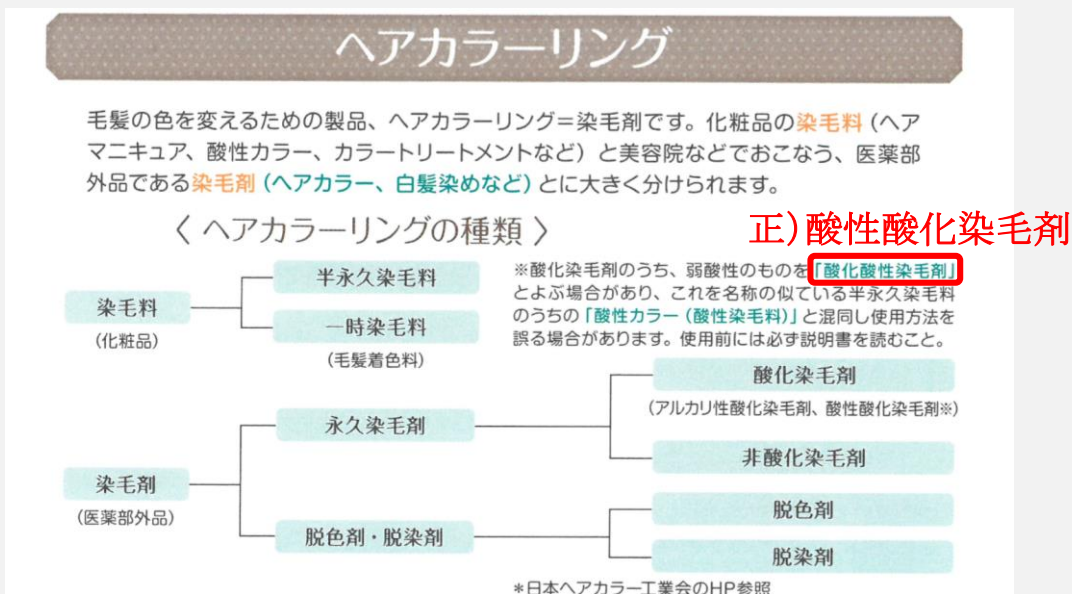 ヘアカラーリング
毛髪の色を変えるための製品、ヘアカラーリング＝染毛剤です。化粧品の染毛料（ヘア
マニキュア、酸性カラー、カラートリートメントなど）と美容院などでおこなう、医薬部
外品である染毛剤（ヘアカラー、白髪染めなど）とに大きく分けられます。
〈 ヘアカラーリングの種類 〉
正）酸性酸化染毛剤
※酸化染毛剤のうち、弱酸性のものを「酸化酸性染毛剤」
とよぶ場合があり、これを名称の似ている半永久染毛料
のうちの「酸性カラー（酸性染毛料）」と混同し使用方法を
誤る場合があります。使用前には必ず説明書を読むこと。
染毛料
（化粧品）
半永久染毛料
一時染毛料
（毛髪着色料）
染毛剤
（医薬部外品）
永久染毛剤
酸化染毛剤
（アルカリ性酸化染毛剤、酸性酸化染毛剤※）
非酸化染毛剤
脱色剤・脱染剤
脱色剤
脱染剤
＊日本ヘアカラー工業会のHP参照